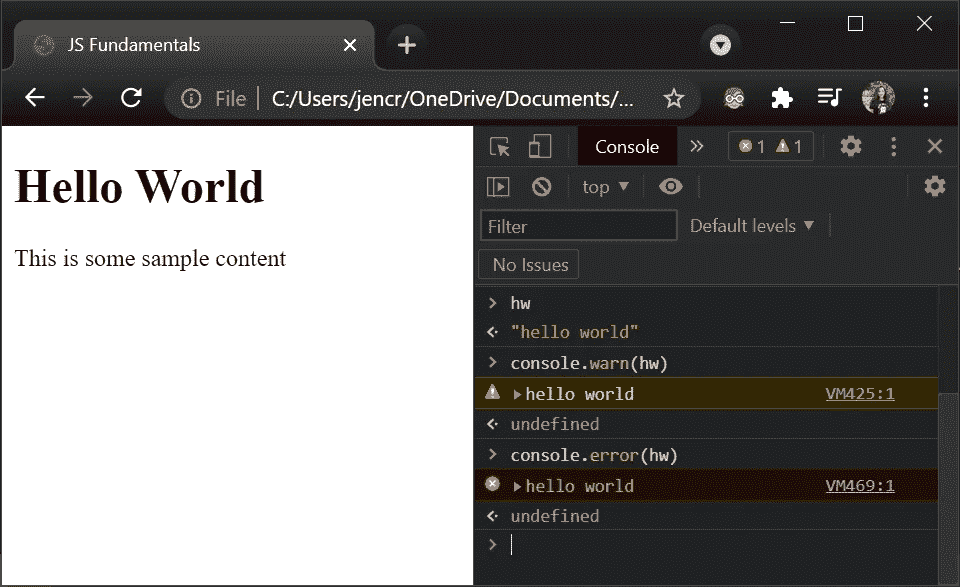 JS Fundamentals
File | C:/Users/jencr/OneDrive/Documents/...
Hello World
This is some sample content
Console
1 1
top
Filter
Default levels
No Issues
hw
"hello world"
console.warn(hw)
hello world VM425:1
undefined
console.error(hw)
hello world VM469:1
undefined